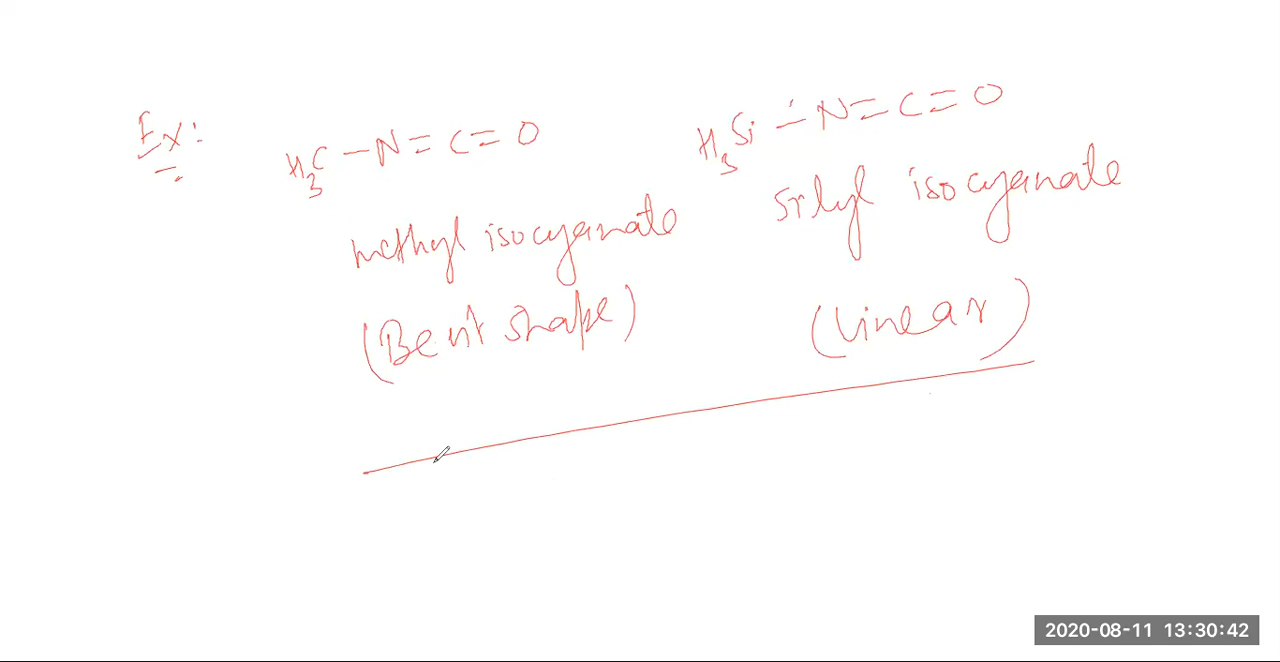 Ex:
H3C-N=C=O
H3Si-N=C=O
methyl isocyanate
silyl isocyanate
(Bent shape)
(Linear)
2020-08-11 13:30:42